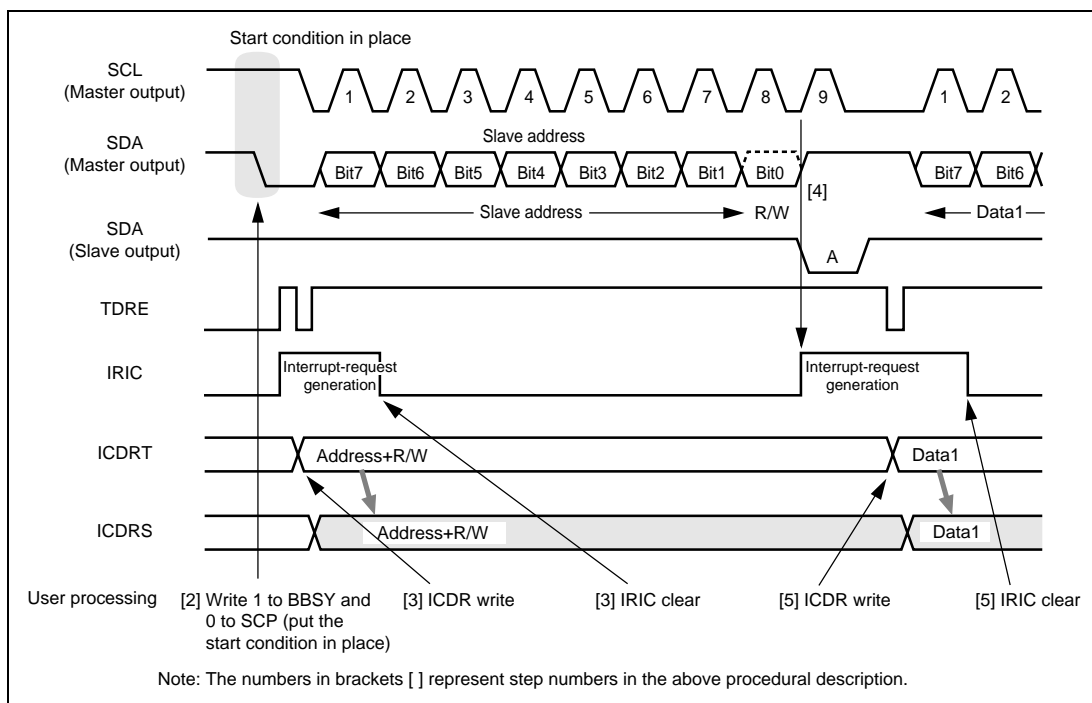 Start condition in place
SCL
(Master output)
1 2 3 4 5 6 7 8 9 1 2
Slave address
SDA
(Master output)
Bit7 Bit6 Bit5 Bit4 Bit3 Bit2 Bit1 Bit0 Bit7 Bit6
[4]
Slave address R/W Data1
SDA
(Slave output)
A
TDRE
IRIC
Interrupt-request
generation
Interrupt-request
generation
ICDRT
Address+R/W Data1
ICDRS
Address+R/W Data1
User processing
[2] Write 1 to BBSY and
0 to SCP (put the
start condition in place)
[3] ICDR write
[3] IRIC clear
[5] ICDR write
[5] IRIC clear
Note: The numbers in brackets [ ] represent step numbers in the above procedural description.